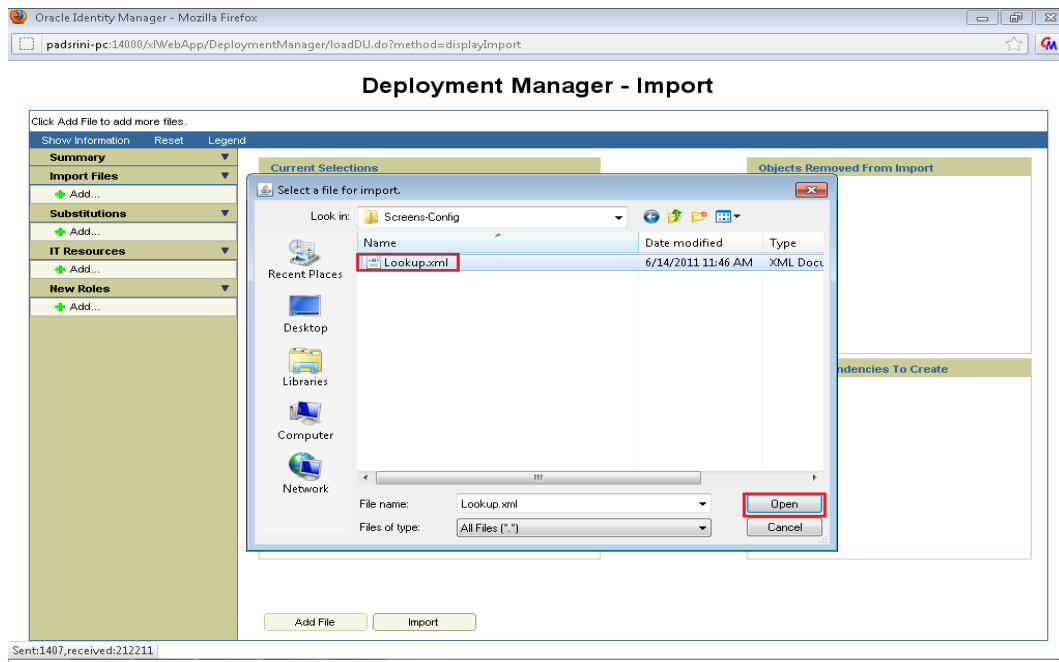 Oracle Identity Manager - Mozilla Firefox
padsrini-pc:14000/xlWebApp/DeploymentManager/loadDU.do?method=displayImport
Deployment Manager - Import
Click Add File to add more files.
Show Information Reset Legend
Summary
Import Files
Add...
Substitutions
Add...
IT Resources
Add...
New Roles
Add...
Current Selections
Objects Removed From Import
ndencies To Create
Select a file for import.
Look in: Screens-Config
Recent Places
Desktop
Libraries
Computer
Network
Name Date modified Type
Lookup.xml 6/14/2011 11:46 AM XML Docu
File name: Lookup.xml Open
Files of type: All Files (".") Cancel
Add File Import
Sent:1407,received:212211